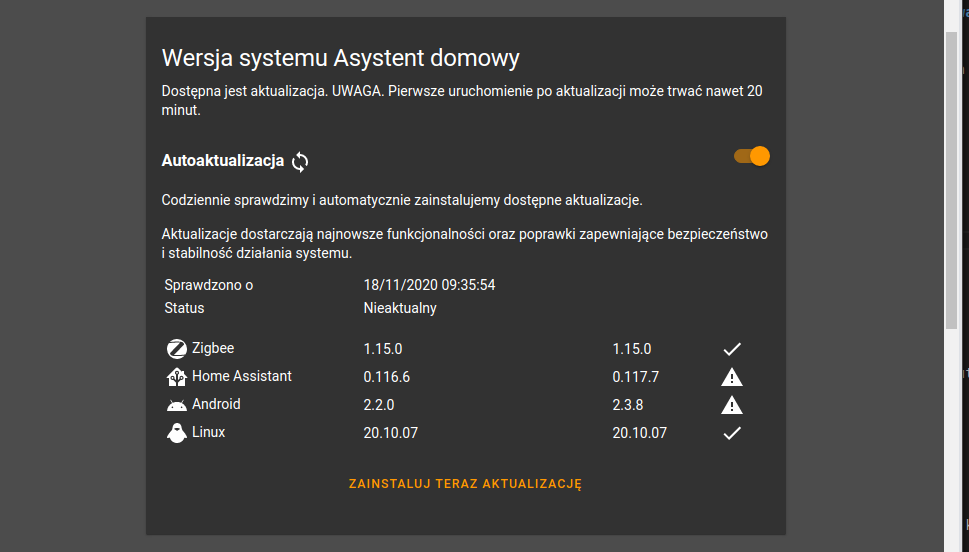 Wersja systemu Asystent domowy
Dostępna jest aktualizacja. UWAGA. Pierwsze uruchomienie po aktualizacji może trwać nawet 20
minut.
Autoaktualizacja
Codziennie sprawdzimy i automatycznie zainstalujemy dostępne aktualizacje.
Aktualizacje dostarczają najnowsze funkcjonalności oraz poprawki zapewniające bezpieczeństwo
i stabilność działania systemu.
Sprawdzono o 18/11/2020 09:35:54
Status Nieaktualny
Zigbee 1.15.0 1.15.0
Home Assistant 0.116.6 0.117.7
Android 2.2.0 2.3.8
Linux 20.10.07 20.10.07
ZAINSTALUJ TERAZ AKTUALIZACJĘ